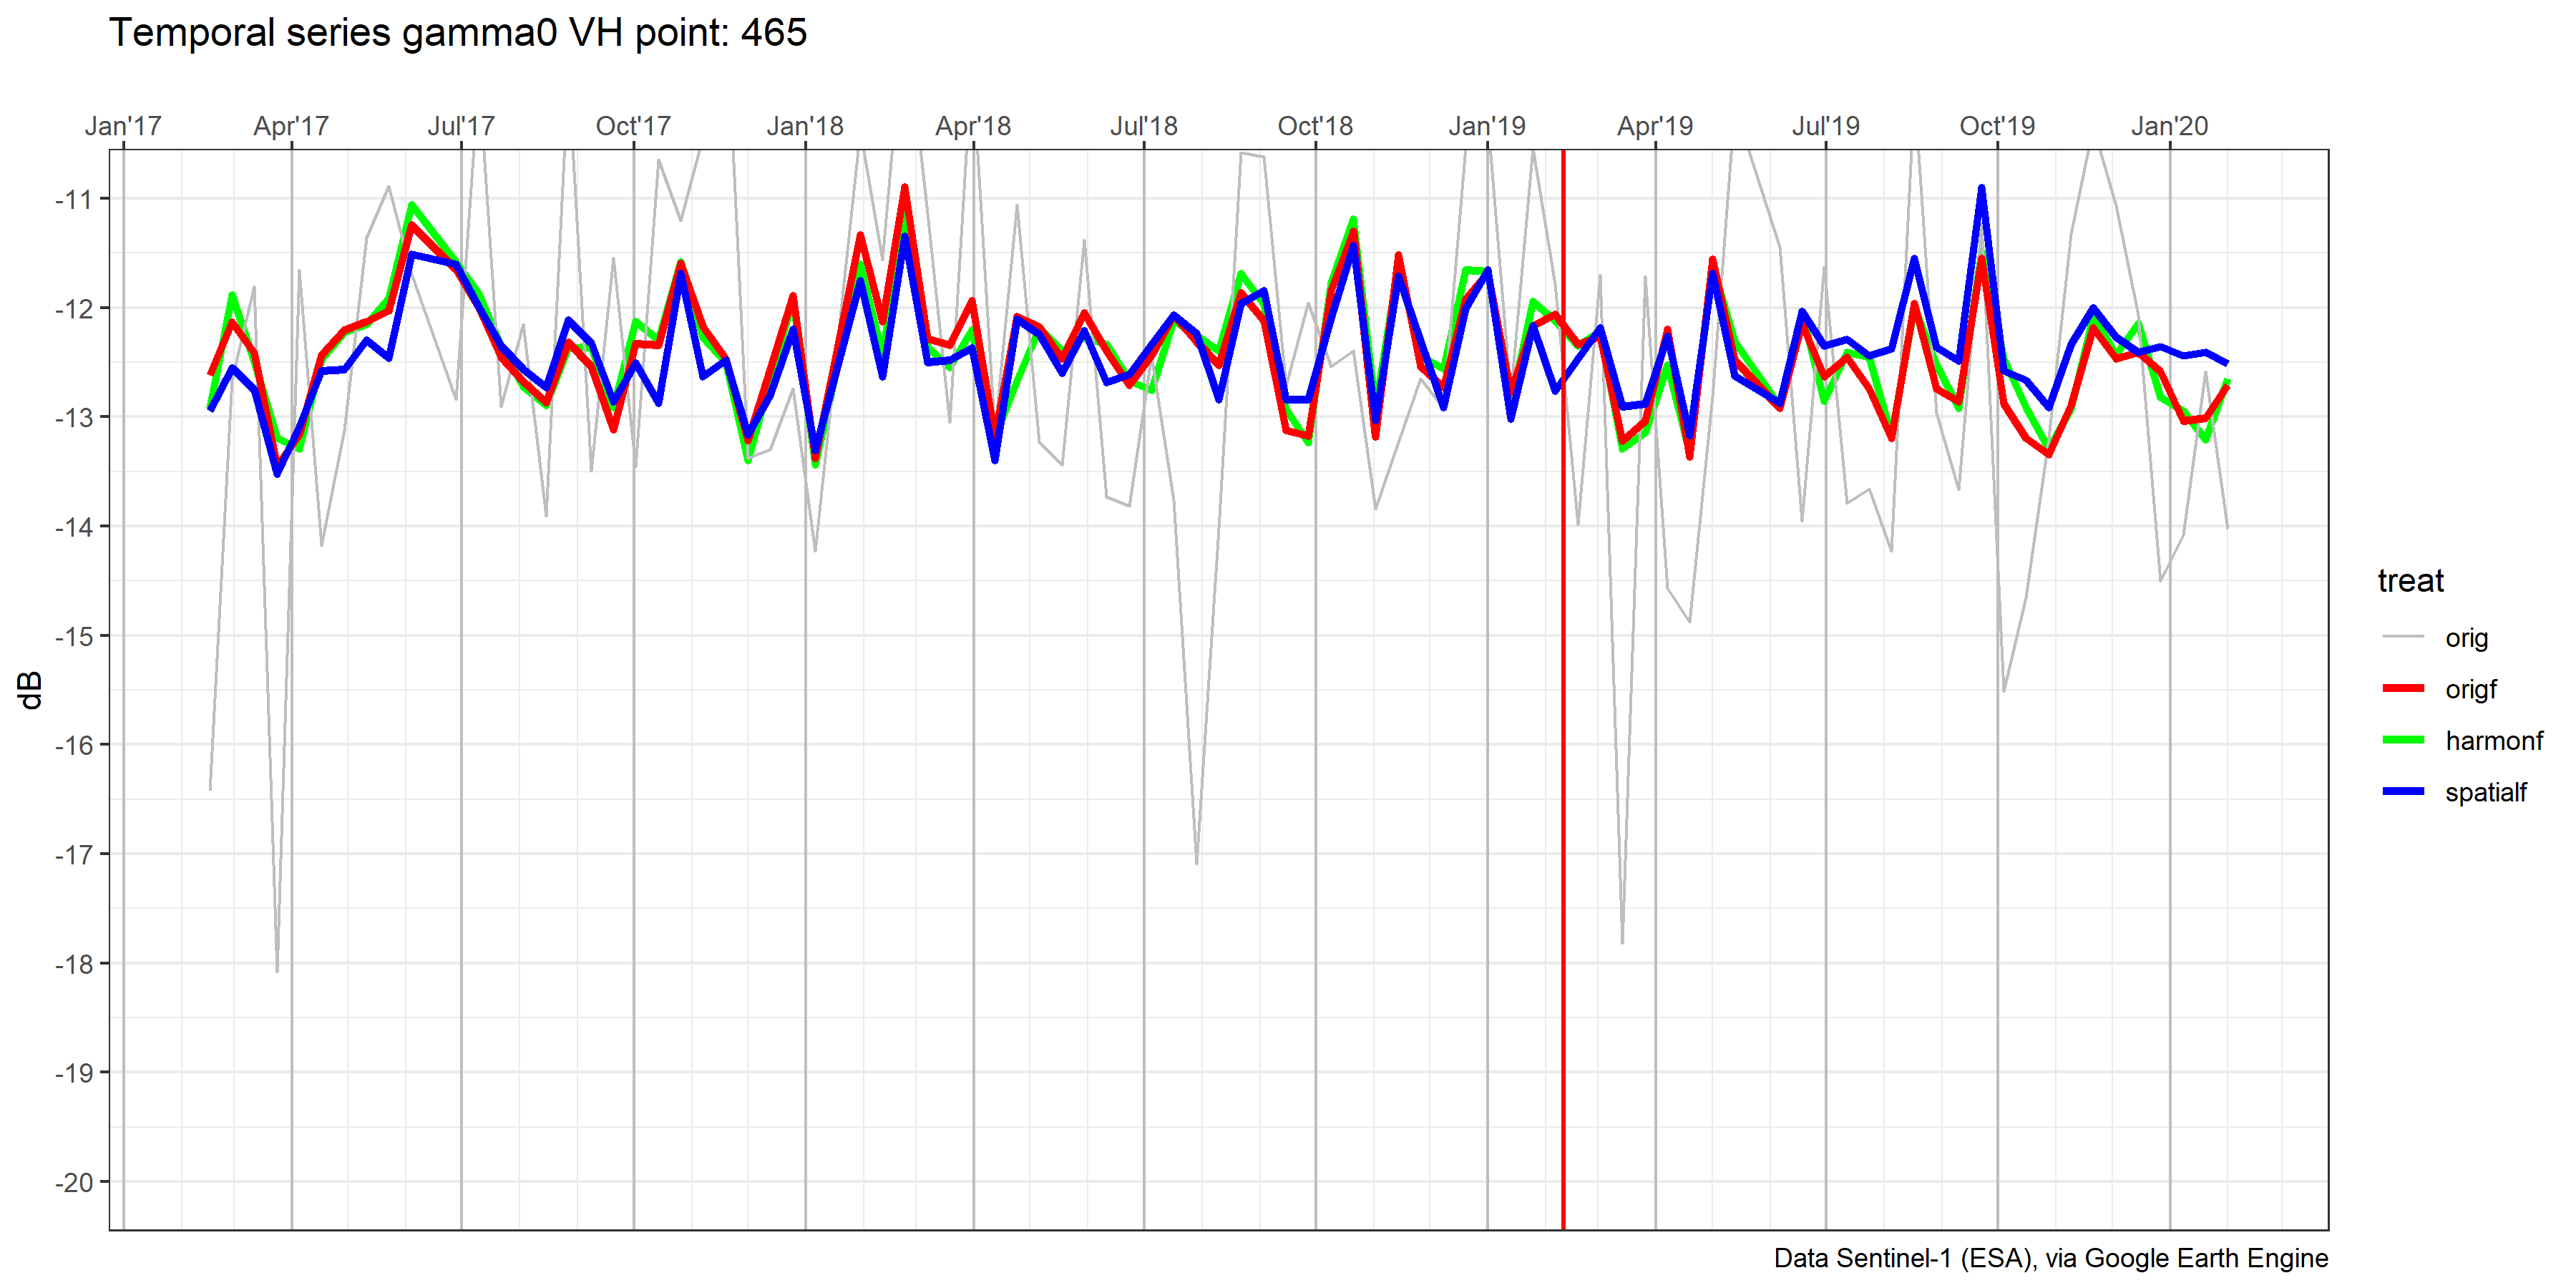 Temporal series gamma0 VH point: 465
Jan'17 Apr'17 Jul'17 Oct'17 Jan'18 Apr'18 Jul'18 Oct'18 Jan'19 Apr'19 Jul'19 Oct'19 Jan'20
-11
-12
-13
-14
-15
-16
-17
-18
-19
-20
dB
treat
orig
origf
harmonf
spatialf
Data Sentinel-1 (ESA), via Google Earth Engine